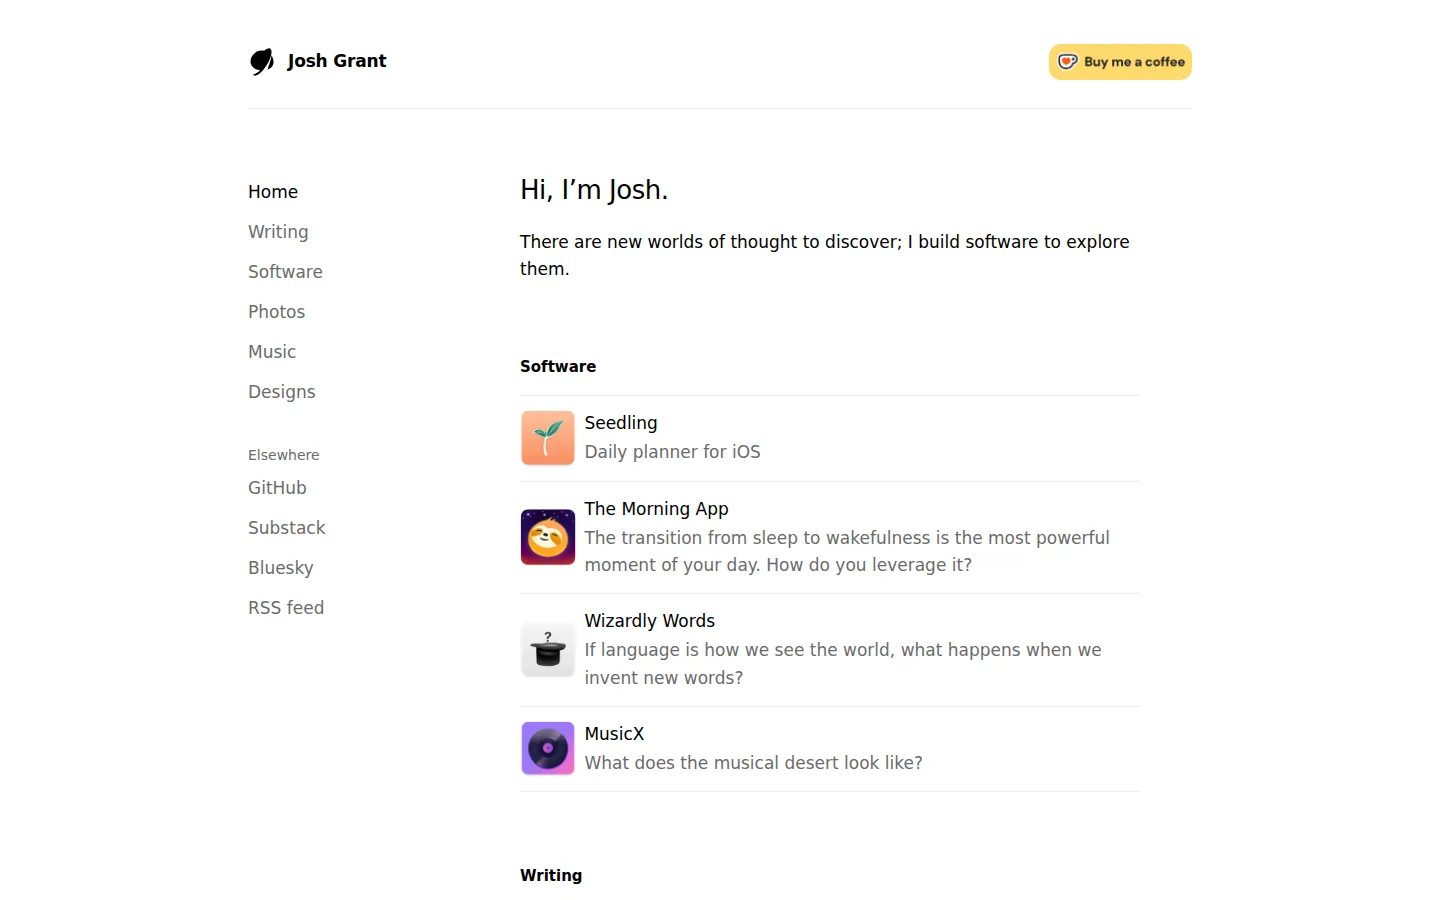 Josh Grant
Buy me a coffee
Home
Writing
Software
Photos
Music
Designs
Elsewhere
GitHub
Substack
Bluesky
RSS feed
Hi, I’m Josh.
There are new worlds of thought to discover; I build software to explore
them.
Software
Seedling
Daily planner for iOS
The Morning App
The transition from sleep to wakefulness is the most powerful
moment of your day. How do you leverage it?
?
Wizardly Words
If language is how we see the world, what happens when we
invent new words?
MusicX
What does the musical desert look like?
Writing